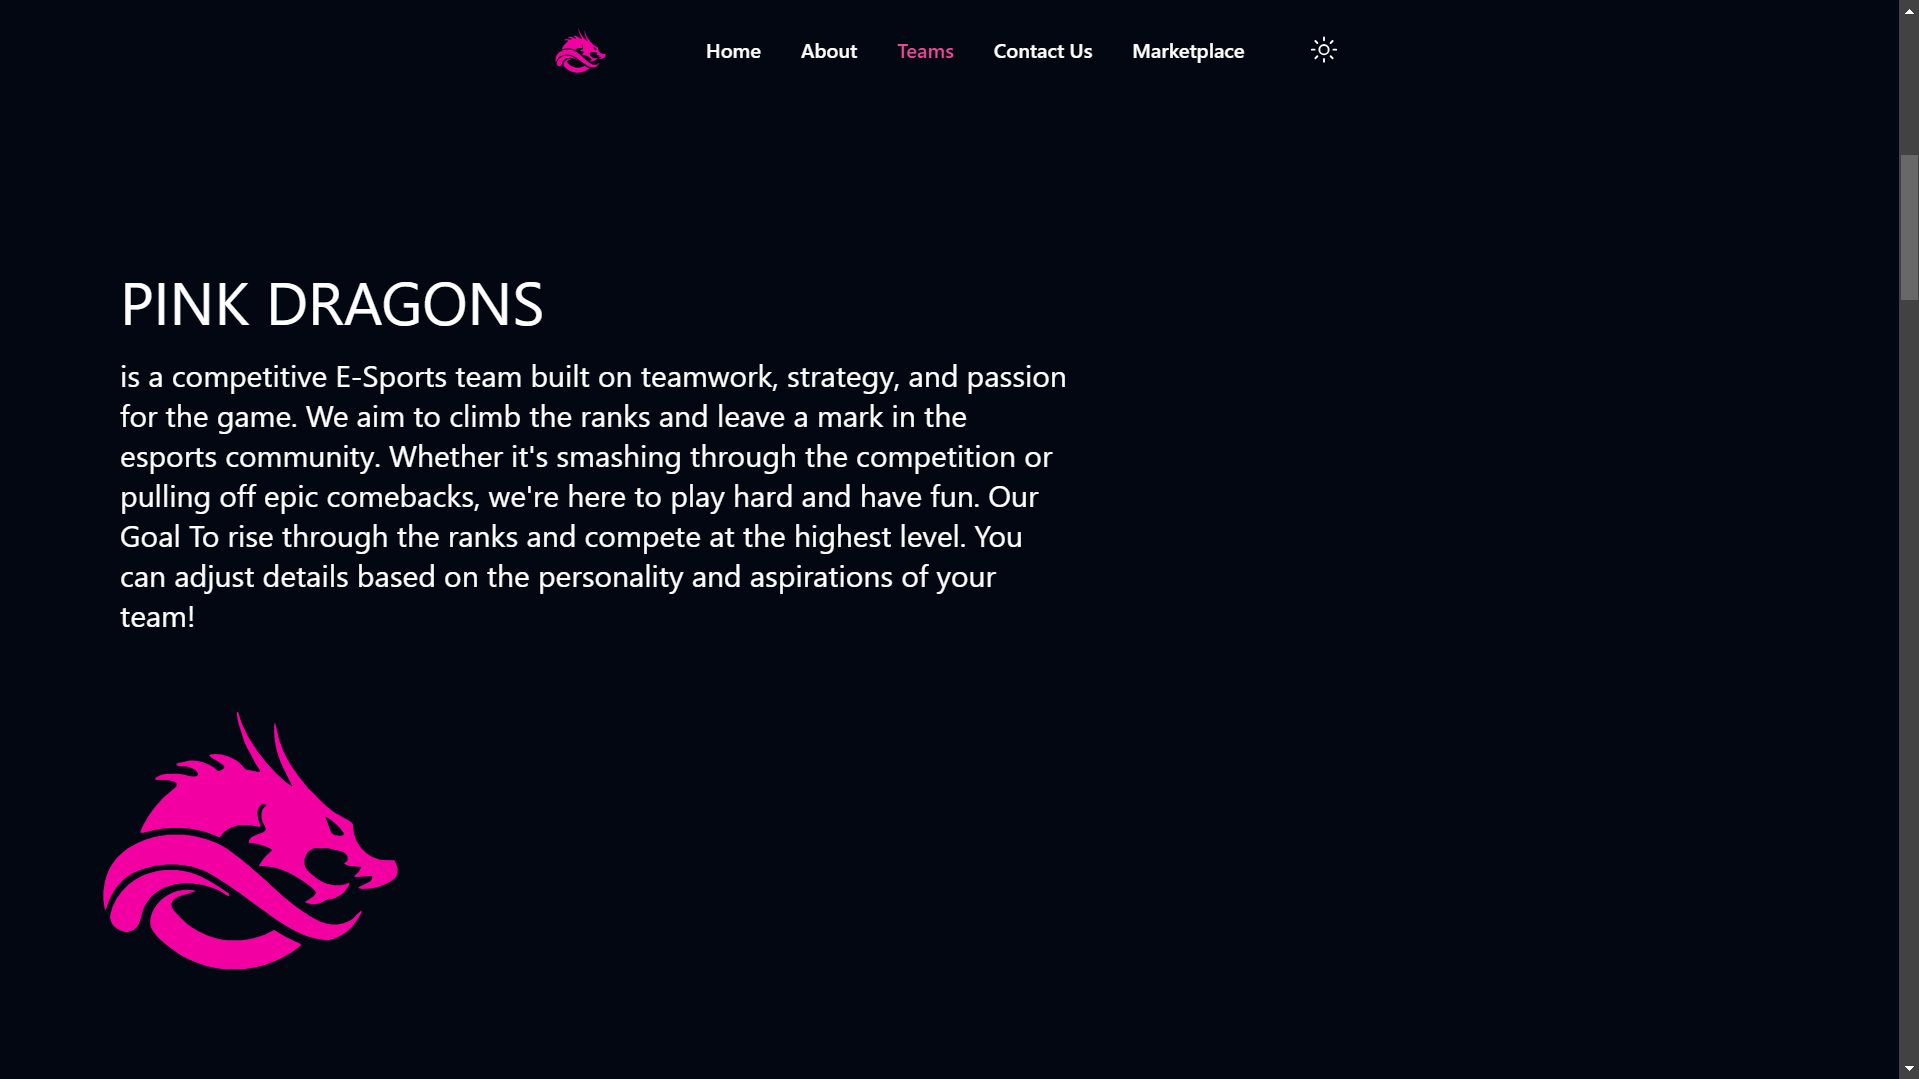 Home About Teams Contact Us Marketplace
PINK DRAGONS
is a competitive E-Sports team built on teamwork, strategy, and passion
for the game. We aim to climb the ranks and leave a mark in the
esports community. Whether it's smashing through the competition or
pulling off epic comebacks, we're here to play hard and have fun. Our
Goal To rise through the ranks and compete at the highest level. You
can adjust details based on the personality and aspirations of your
team!